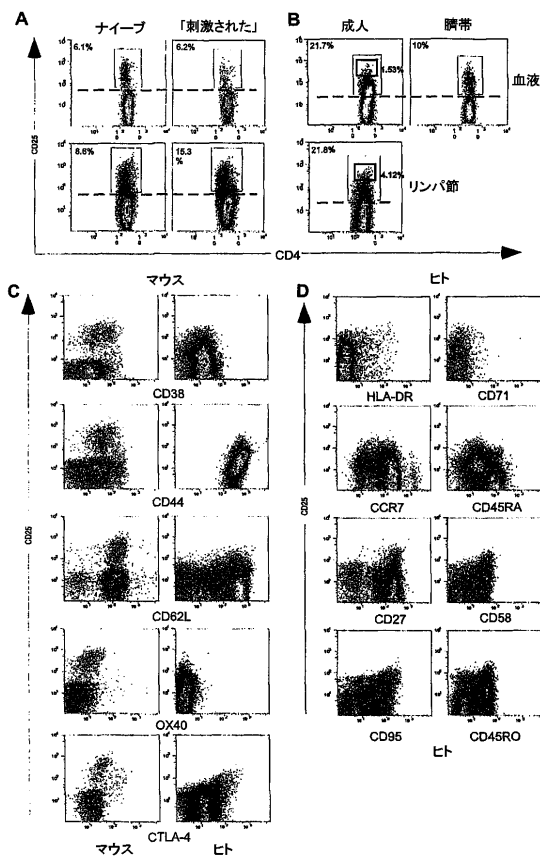 A ナイーブ 「刺激された」
6.1% 6.2%
8.6% 15.3
%
CD25
B 成人 臍帯
21.7% 1.53% 10% 血液
21.8% 4.12% リンパ節
CD4
マウス ヒト
C
CD25
CD38
CD44
CD62L
OX40
CTLA-4
マウス ヒト
D
CD25
HLA-DR CD71
CCR7 CD45RA
CD27 CD58
CD95 CD45RO
ヒト